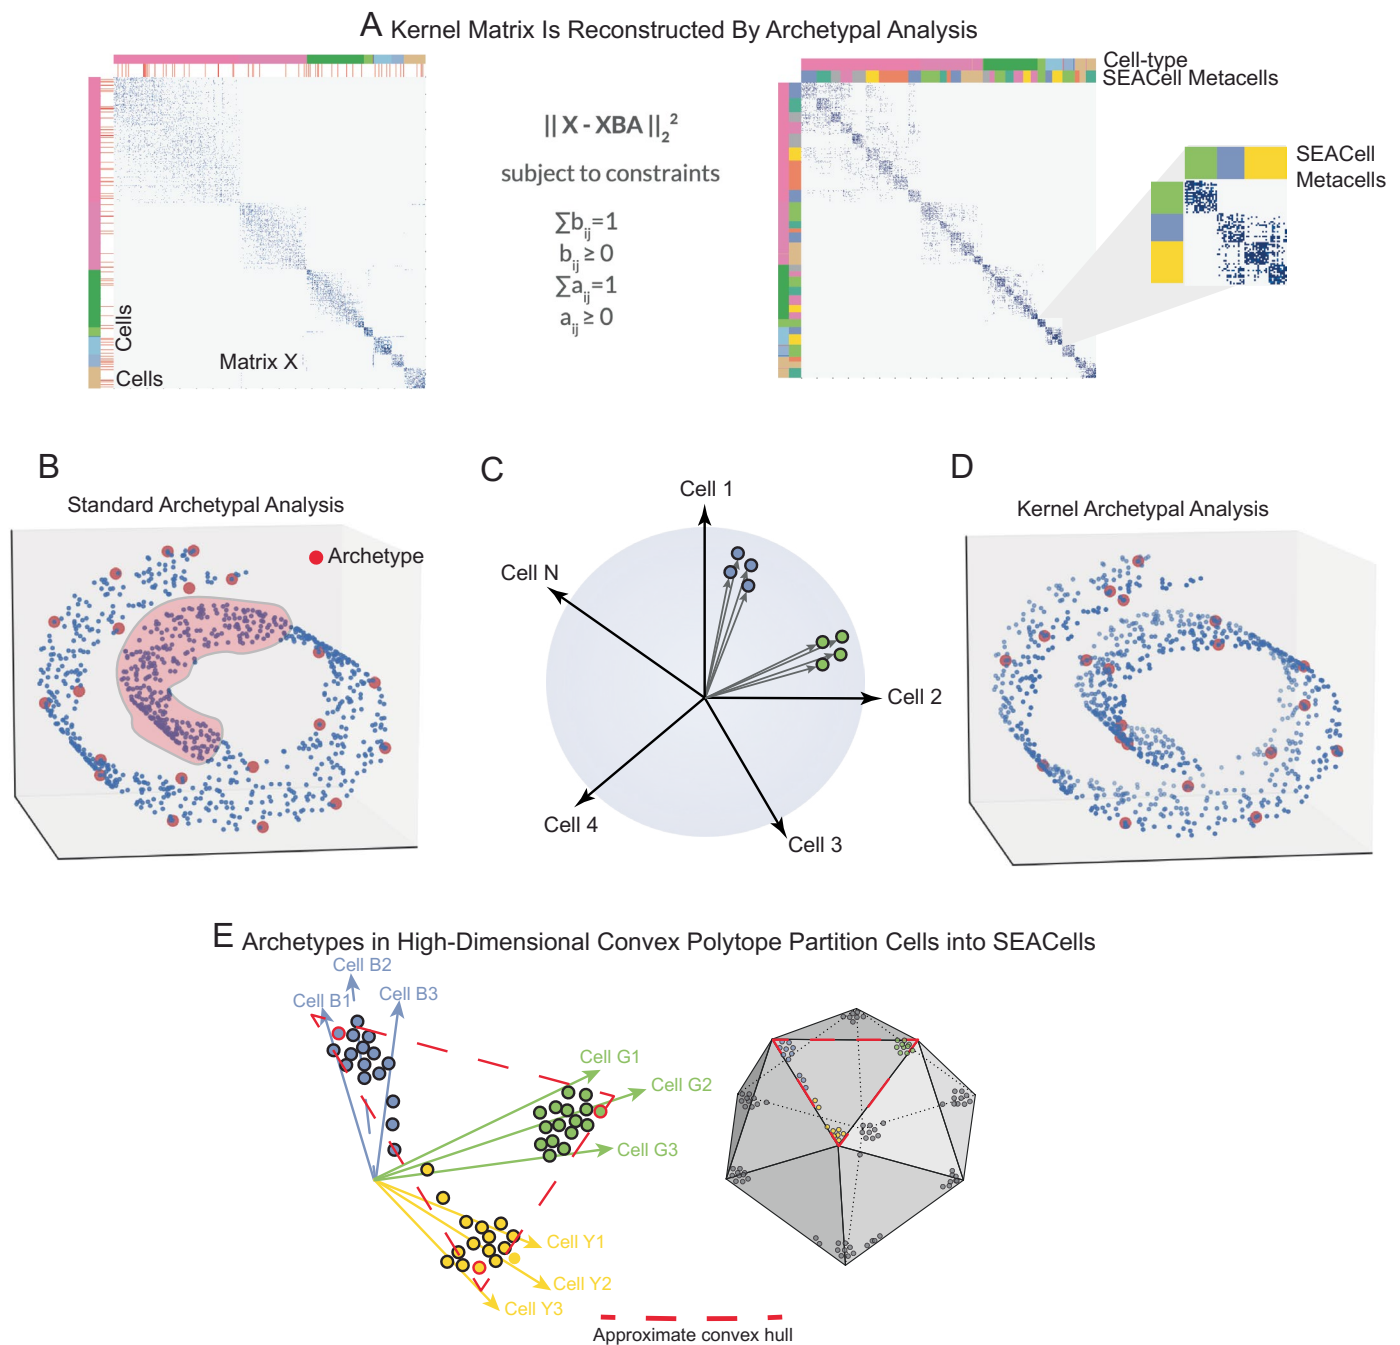 A Kernel Matrix Is Reconstructed By Archetypal Analysis
Cells
Cells
Matrix X
|| X - XBA ||₂²
subject to constraints
∑bᵢⱼ=1
bᵢⱼ ≥ 0
∑aᵢⱼ=1
aᵢⱼ ≥ 0
Cell-type
SEACell Metacells
SEACell
Metacells
B
Standard Archetypal Analysis
Archetype
C
Cell 1
Cell N
Cell 2
Cell 4
Cell 3
D
Kernel Archetypal Analysis
E Archetypes in High-Dimensional Convex Polytope Partition Cells into SEACells
Cell B2
Cell B1
Cell B3
Cell G1
Cell G2
Cell G3
Cell Y1
Cell Y2
Cell Y3
Approximate convex hull